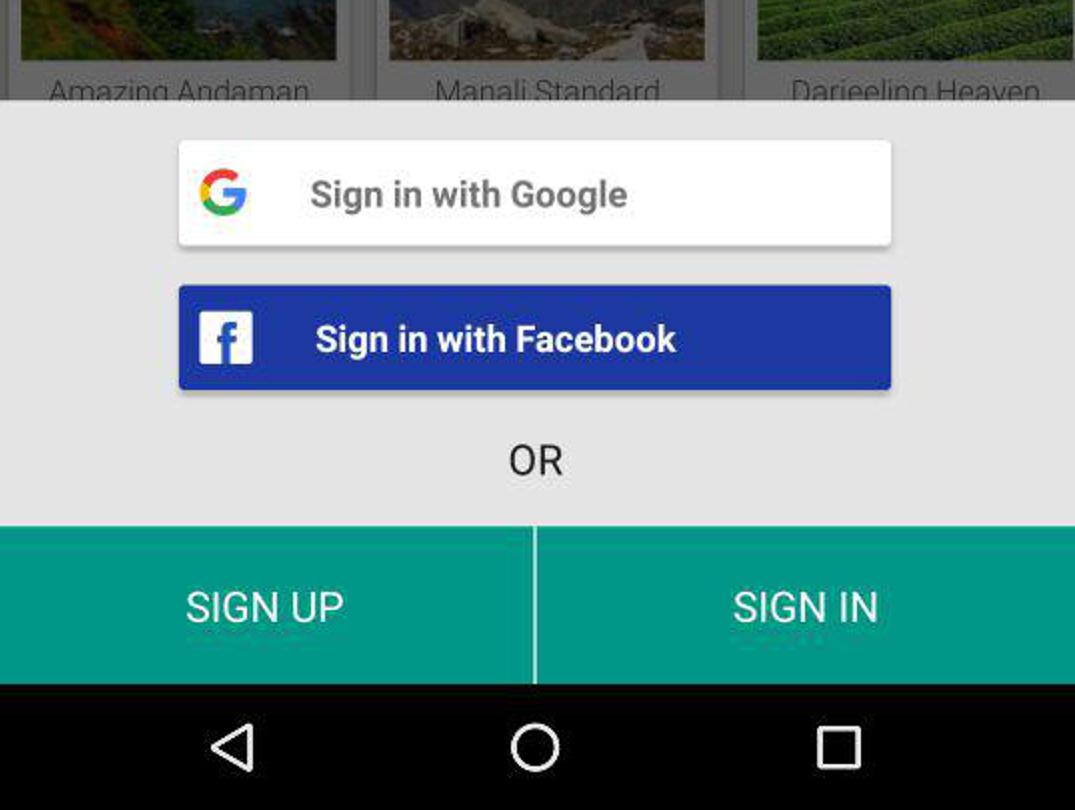 Amazing Andaman
Manali Standard
Darjeeling Heaven
Sign in with Google
Sign in with Facebook
OR
SIGN UP
SIGN IN